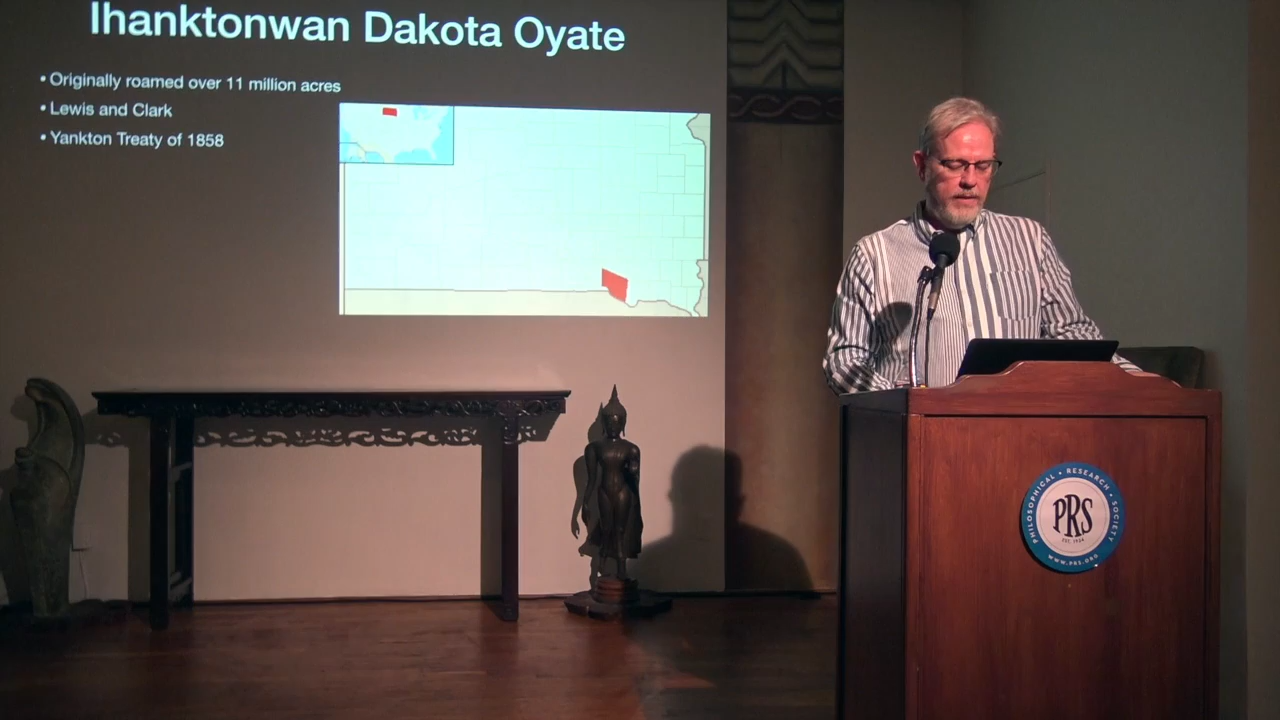 Ihanktonwan Dakota Oyate
• Originally roamed over 11 million acres
• Lewis and Clark
• Yankton Treaty of 1858
PHILOSOPHICAL • RESEARCH • SOCIETY
PRS
EST. 1934
WWW.PRS.ORG